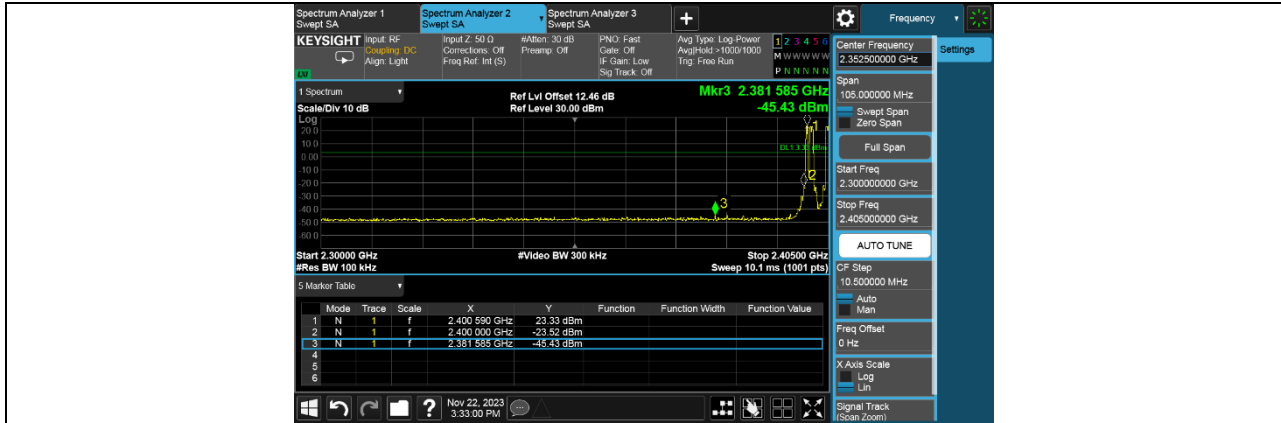 Spectrum Analyzer 1
Swept SA
Spectrum Analyzer 2
Swept SA
Spectrum Analyzer 3
Swept SA
+
Frequency
KEYSIGHT
Input: RF
Coupling: DC
Align: Light
Input Z: 50 Ω
Corrections: Off
Freq Ref: Int (S)
#Atten: 30 dB
Preamp: Off
PNO: Fast
Gate: Off
IF Gain: Low
Sig Track: Off
Avg Type: Log-Power
Avg|Hold:>1000/1000
Trig: Free Run
1 2 3 4 5 6
M W W W W W
P N N N N N
LXI
1 Spectrum
Scale/Div 10 dB
Ref Lvl Offset 12.46 dB
Ref Level 30.00 dBm
Mkr3 2.381 585 GHz
-45.43 dBm
Log
20.0
10.0
0.00
-10.0
-20.0
-30.0
-40.0
-50.0
-60.0
1
2
3
Start 2.30000 GHz
#Video BW 300 kHz
Stop 2.40500 GHz
#Res BW 100 kHz
Sweep 10.1 ms (1001 pts)
5 Marker Table
Mode Trace Scale X Y Function Function Width Function Value
1 N 1 f 2.400 590 GHz 23.33 dBm
2 N 1 f 2.400 000 GHz -23.52 dBm
3 N 1 f 2.381 585 GHz -45.43 dBm
4
5
6
?
Nov 22, 2023
3:33:00 PM
Center Frequency
2.352500000 GHz
Settings
Span
105.000000 MHz
Swept Span
Zero Span
Full Span
Start Freq
2.300000000 GHz
Stop Freq
2.405000000 GHz
AUTO TUNE
CF Step
10.500000 MHz
Auto
Man
Freq Offset
0 Hz
X Axis Scale
Log
Lin
Signal Track
(Span Zoom)